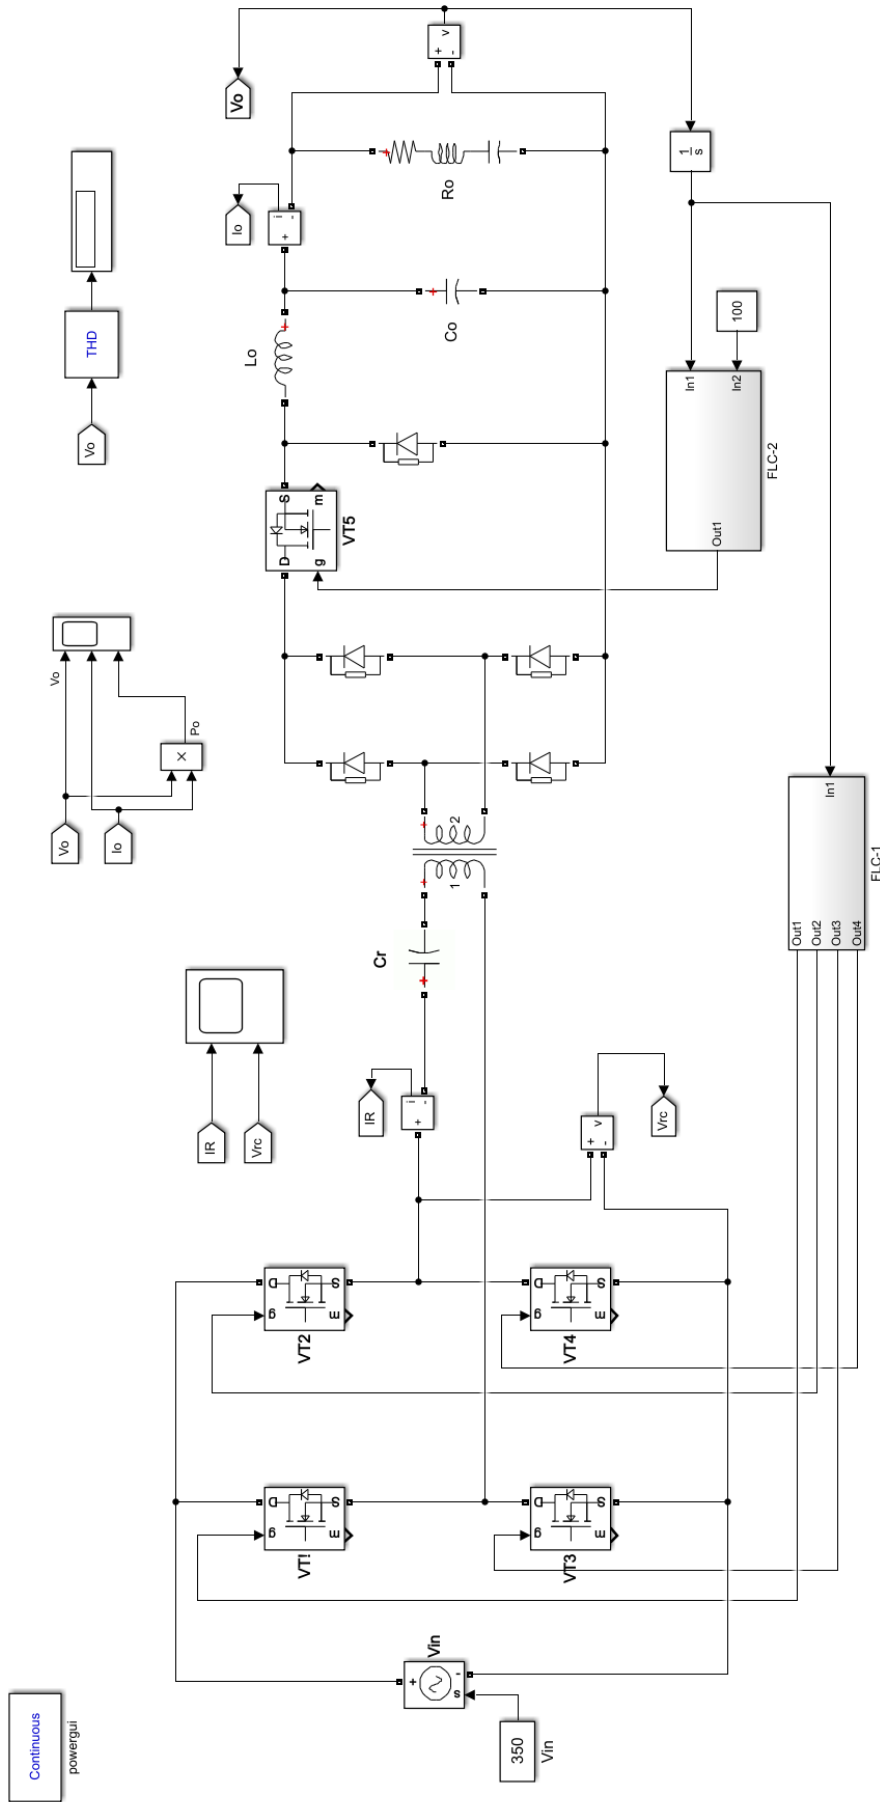 Continuous
powergui
350
Vin
Vin
+
-
s
VT!
g
m
D
S
VT3
g
m
D
S
VT2
g
m
D
S
VT4
g
m
D
S
IR
Vrc
IR
+
-
i
+
-
v
Vrc
Cr
+
+
1
+
2
Vo
Io
×
Po
Vo
D
g
S
m
VT5
Lo
+
Co
+
Io
+
-
i
Ro
+
+
-
v
Vo
Vo
THD
1
s
100
In1
In2
Out1
FLC-2
In1
Out1
Out2
Out3
Out4
FLC-1